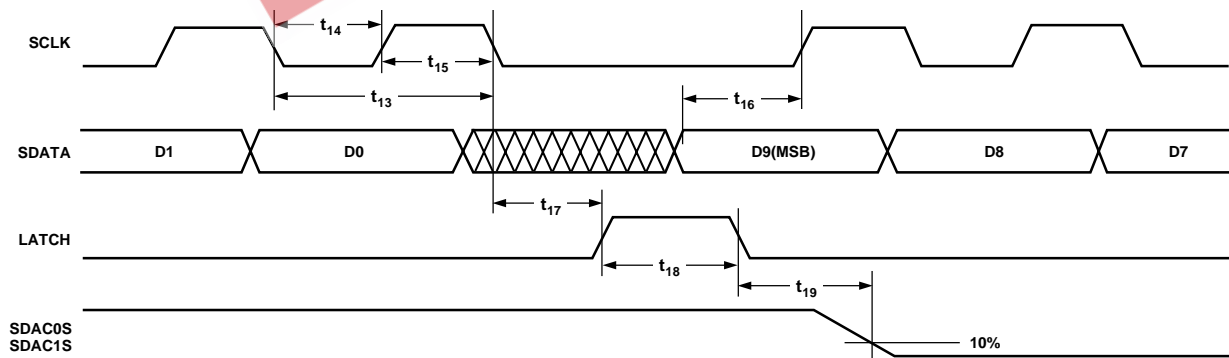 SCLK
t14
t15
t13
t16
SDATA
D1
D0
D9(MSB)
D8
D7
t17
LATCH
t18
t19
SDAC0S
SDAC1S
10%